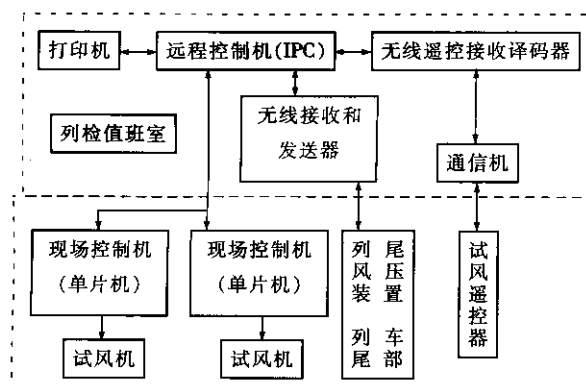 打印机
远程控制机(IPC)
无线遥控接收译码器
列检值班室
无线接收和
发送器
通信机
现场控制机
(单片机)
现场控制机
(单片机)
列尾
风压
装置
列车
尾部
试风遥控器
试风机
试风机